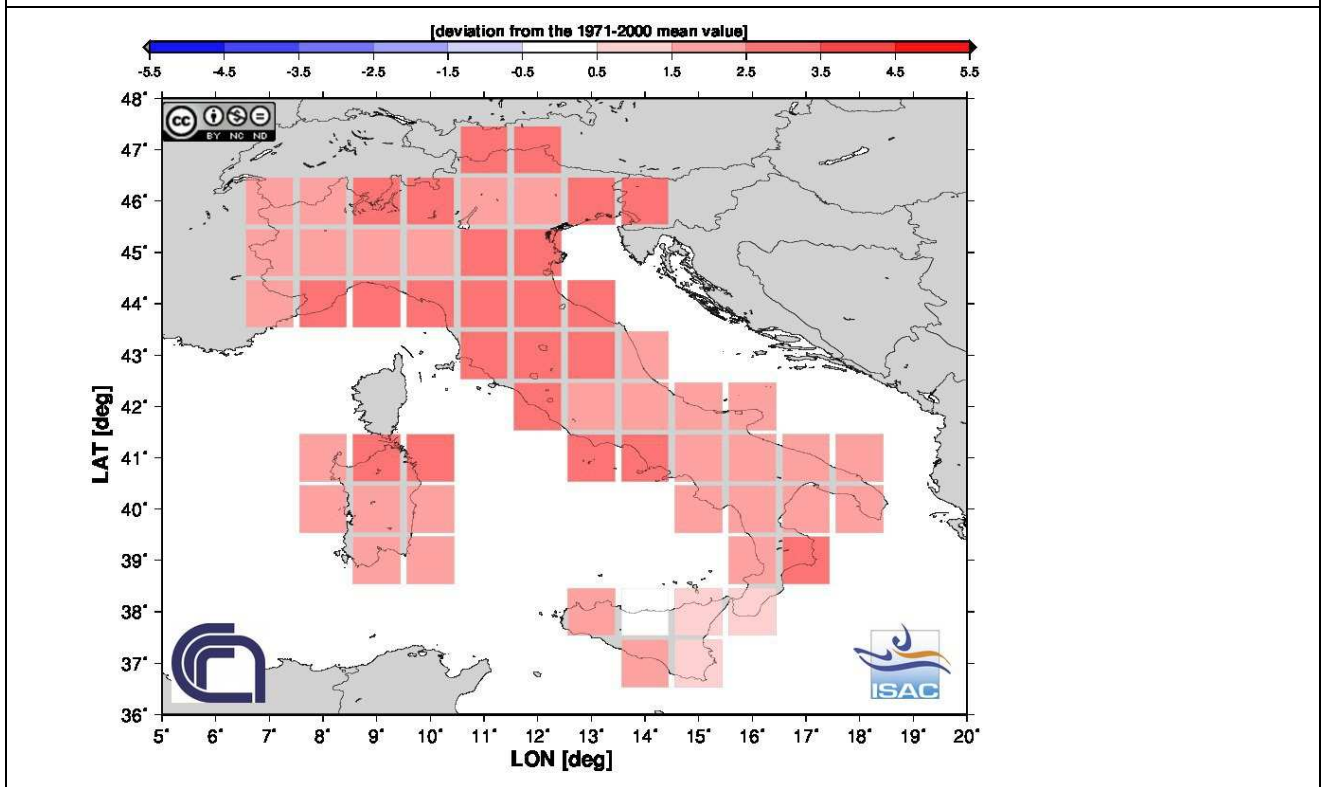 [deviation from the 1971-2000 mean value]
-5.5 -4.5 -3.5 -2.5 -1.5 -0.5 0.5 1.5 2.5 3.5 4.5 5.5
cc BY NC ND
48°
47°
46°
45°
44°
43°
42°
41°
40°
39°
38°
37°
36°
LAT [deg]
ISAC
5° 6° 7° 8° 9° 10° 11° 12° 13° 14° 15° 16° 17° 18° 19° 20°
LON [deg]